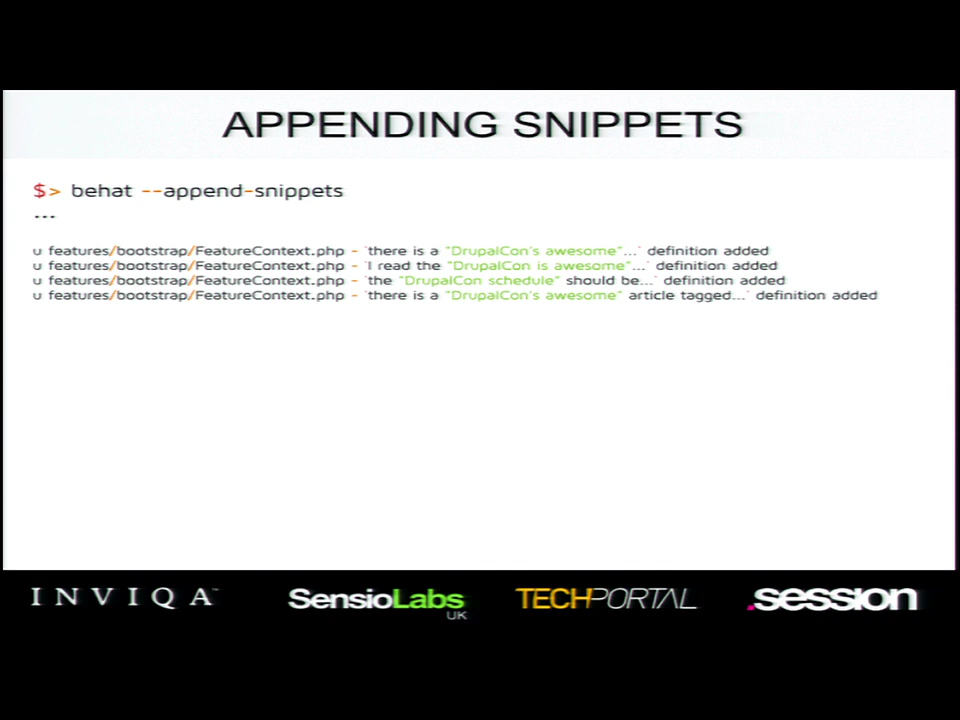 APPENDING SNIPPETS
$> behat --append-snippets
...
u features/bootstrap/FeatureContext.php - `there is a "DrupalCon's awesome"...` definition added
u features/bootstrap/FeatureContext.php - `I read the "DrupalCon is awesome"...` definition added
u features/bootstrap/FeatureContext.php - `the "DrupalCon schedule" should be...` definition added
u features/bootstrap/FeatureContext.php - `there is a "DrupalCon's awesome" article tagged...` definition added
INVIQA™ SensioLabs UK TECHPORTAL .session